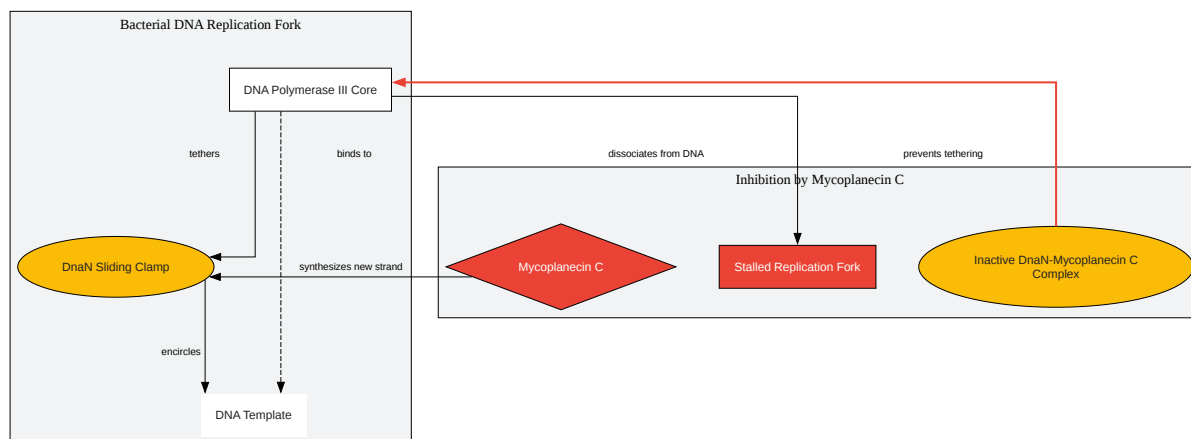 Bacterial DNA Replication Fork
DNA Polymerase III Core
tethers
binds to
dissociates from DNA
prevents tethering
Inhibition by Mycoplanecin C
DnaN Sliding Clamp
synthesizes new strand
Mycoplanecin C
Stalled Replication Fork
Inactive DnaN-Mycoplanecin C
Complex
encircles
DNA Template